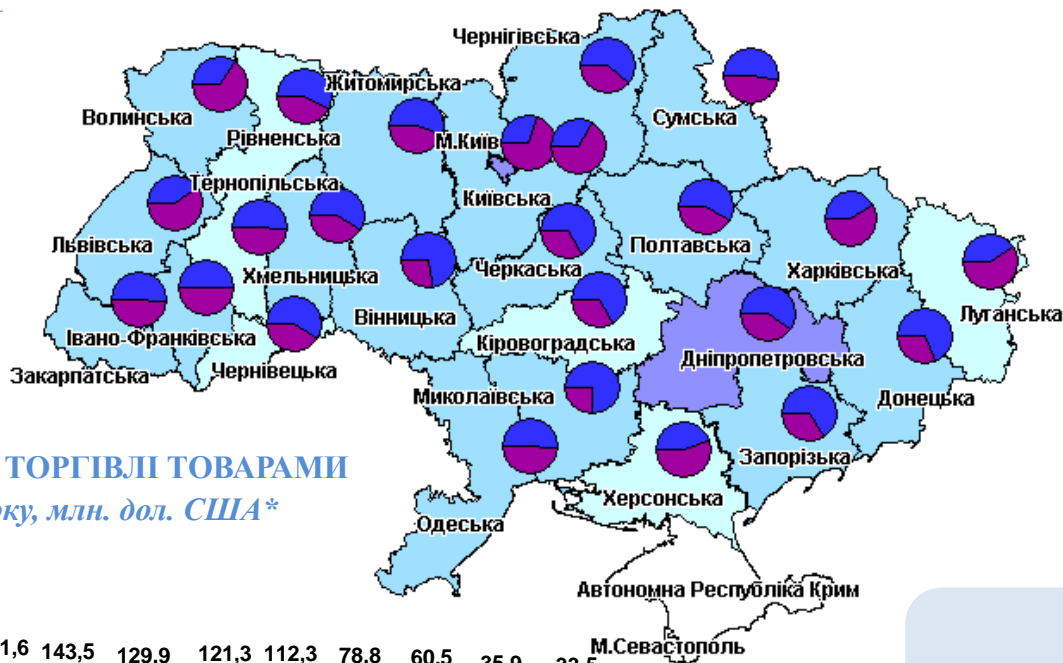 Чернігівська
Житомирська
Волинська
Сумська
Рівненська
М.Київ
Тернопільська
Київська
Львівська
Полтавська
Черкаська
Харківська
Хмельницька
Вінницька
Луганська
Івано-Франківська
Кіровоградська
Дніпропетровська
Закарпатська
Чернівецька
Миколаївська
Донецька
ТОРГІВЛІ ТОВАРАМИ
Запорізька
млн. дол. США*
Херсонська
Одеська
Автономна Республіка Крим
М.Севастополь
143,5 129,9 121,3 112,3 78,8 60,5